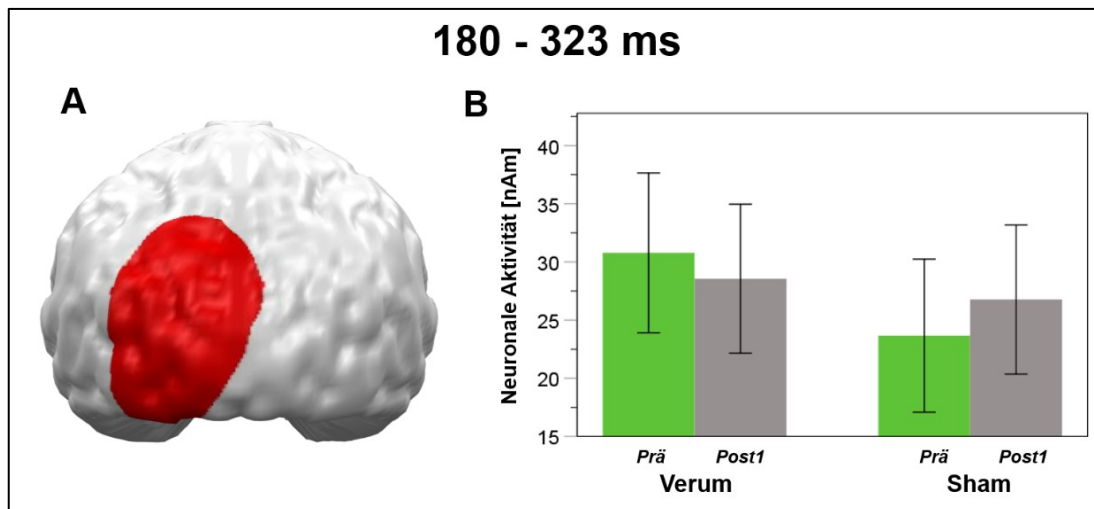 180 - 323 ms
A
B
Neuronale Aktivität [nAm]
40
35
30
25
20
15
Prä Post1 Prä Post1
Verum Sham